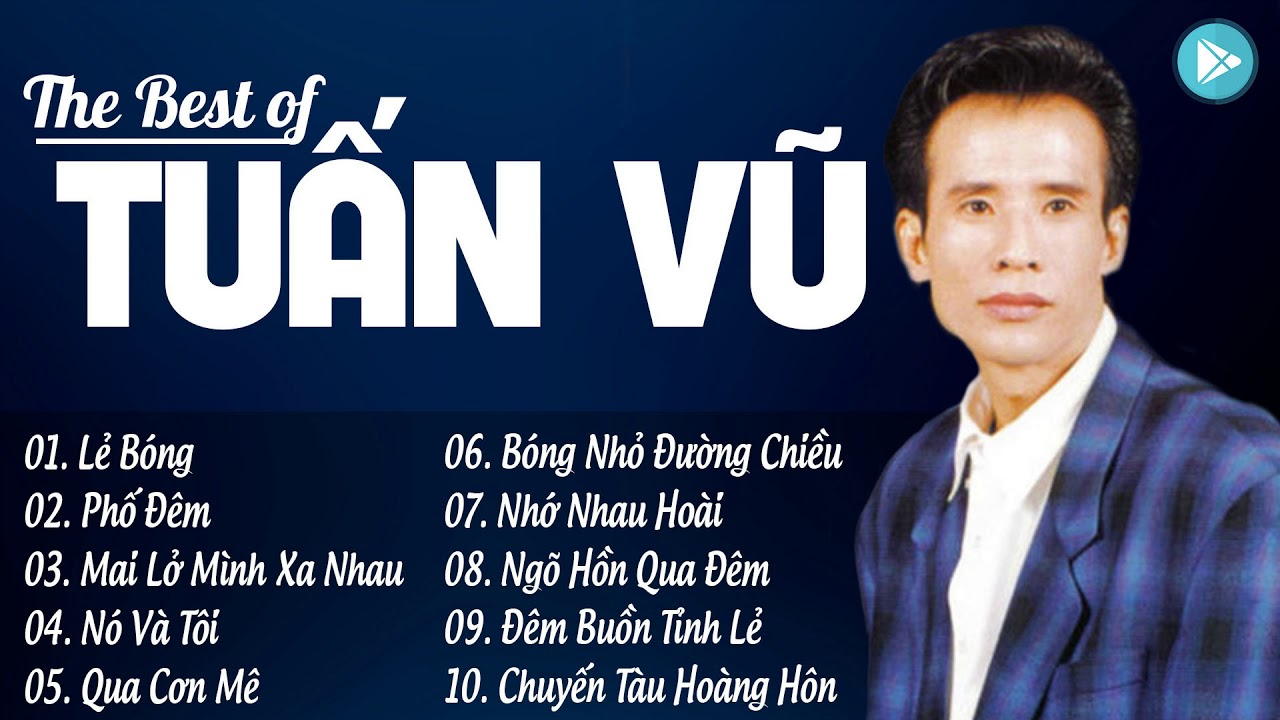 The Best of
TUẤN VŨ
01. Lẻ Bóng
02. Phố Đêm
03. Mai Lở Mình Xa Nhau
04. Nó Và Tôi
05. Qua Cơn Mê
06. Bóng Nhỏ Đường Chiều
07. Nhớ Nhau Hoài
08. Ngõ Hồn Qua Đêm
09. Đêm Buồn Tỉnh Lẻ
10. Chuyến Tàu Hoàng Hôn